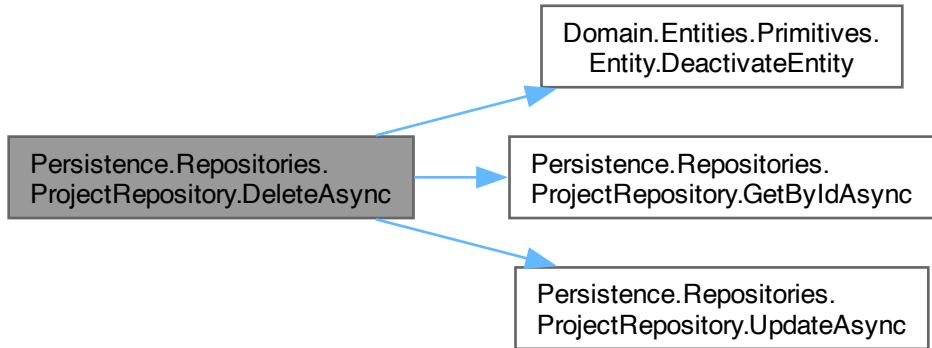 Domain.Entities.Primitives.
Entity.DeactivateEntity
Persistence.Repositories.
ProjectRepository.DeleteAsync
Persistence.Repositories.
ProjectRepository.GetByIdAsync
Persistence.Repositories.
ProjectRepository.UpdateAsync